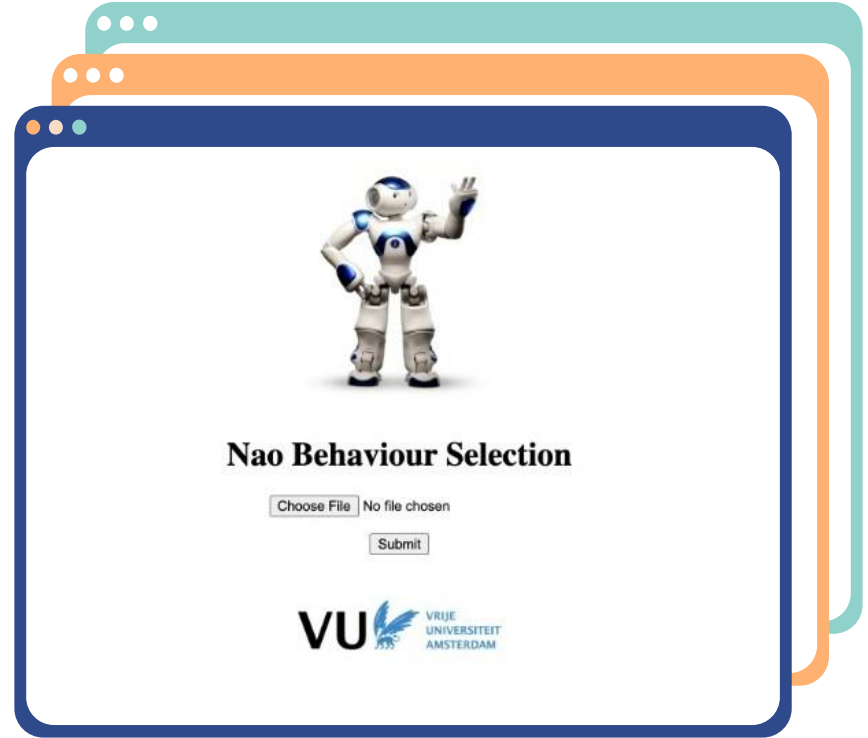 Nao Behaviour Selection
Choose File No file chosen
Submit
VU
VRIJE
UNIVERSITEIT
AMSTERDAM